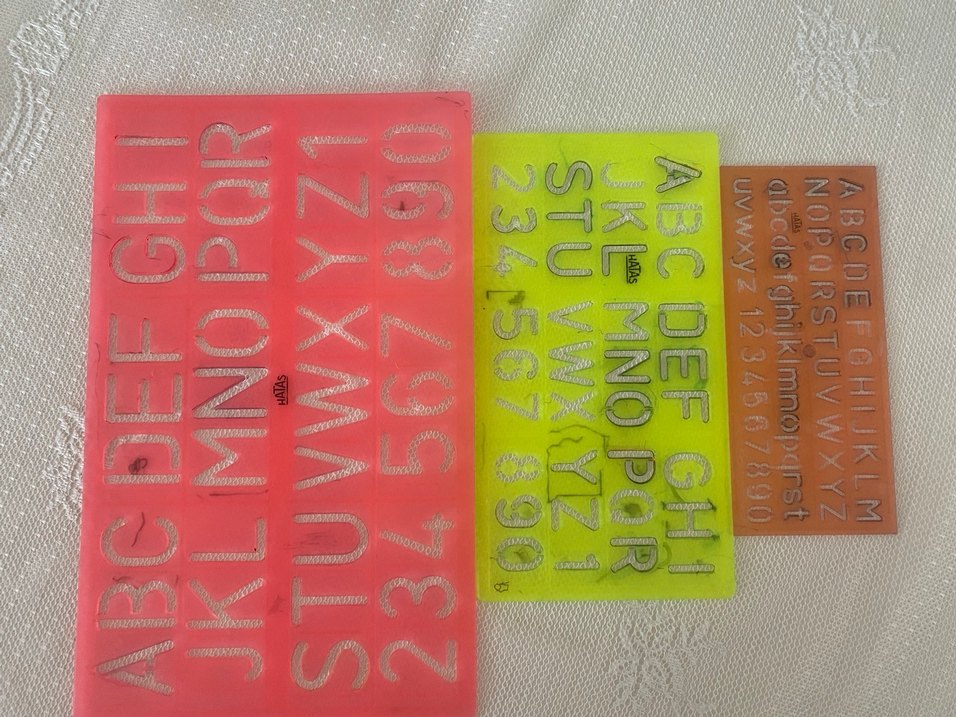 ABC DEF GHI
JKL MNO PQR
HATAS
STU VWX YZ1
234 567 890
ABC DEF GHI
JKL MNO PQR
HATAS
STU VWX YZ1
234 567 890
ABCDEFGHIJKLM
NOPQRSTUVWXYZ
HATAS
abcdefghijklmnopqrst
uvwxyz 1234567890